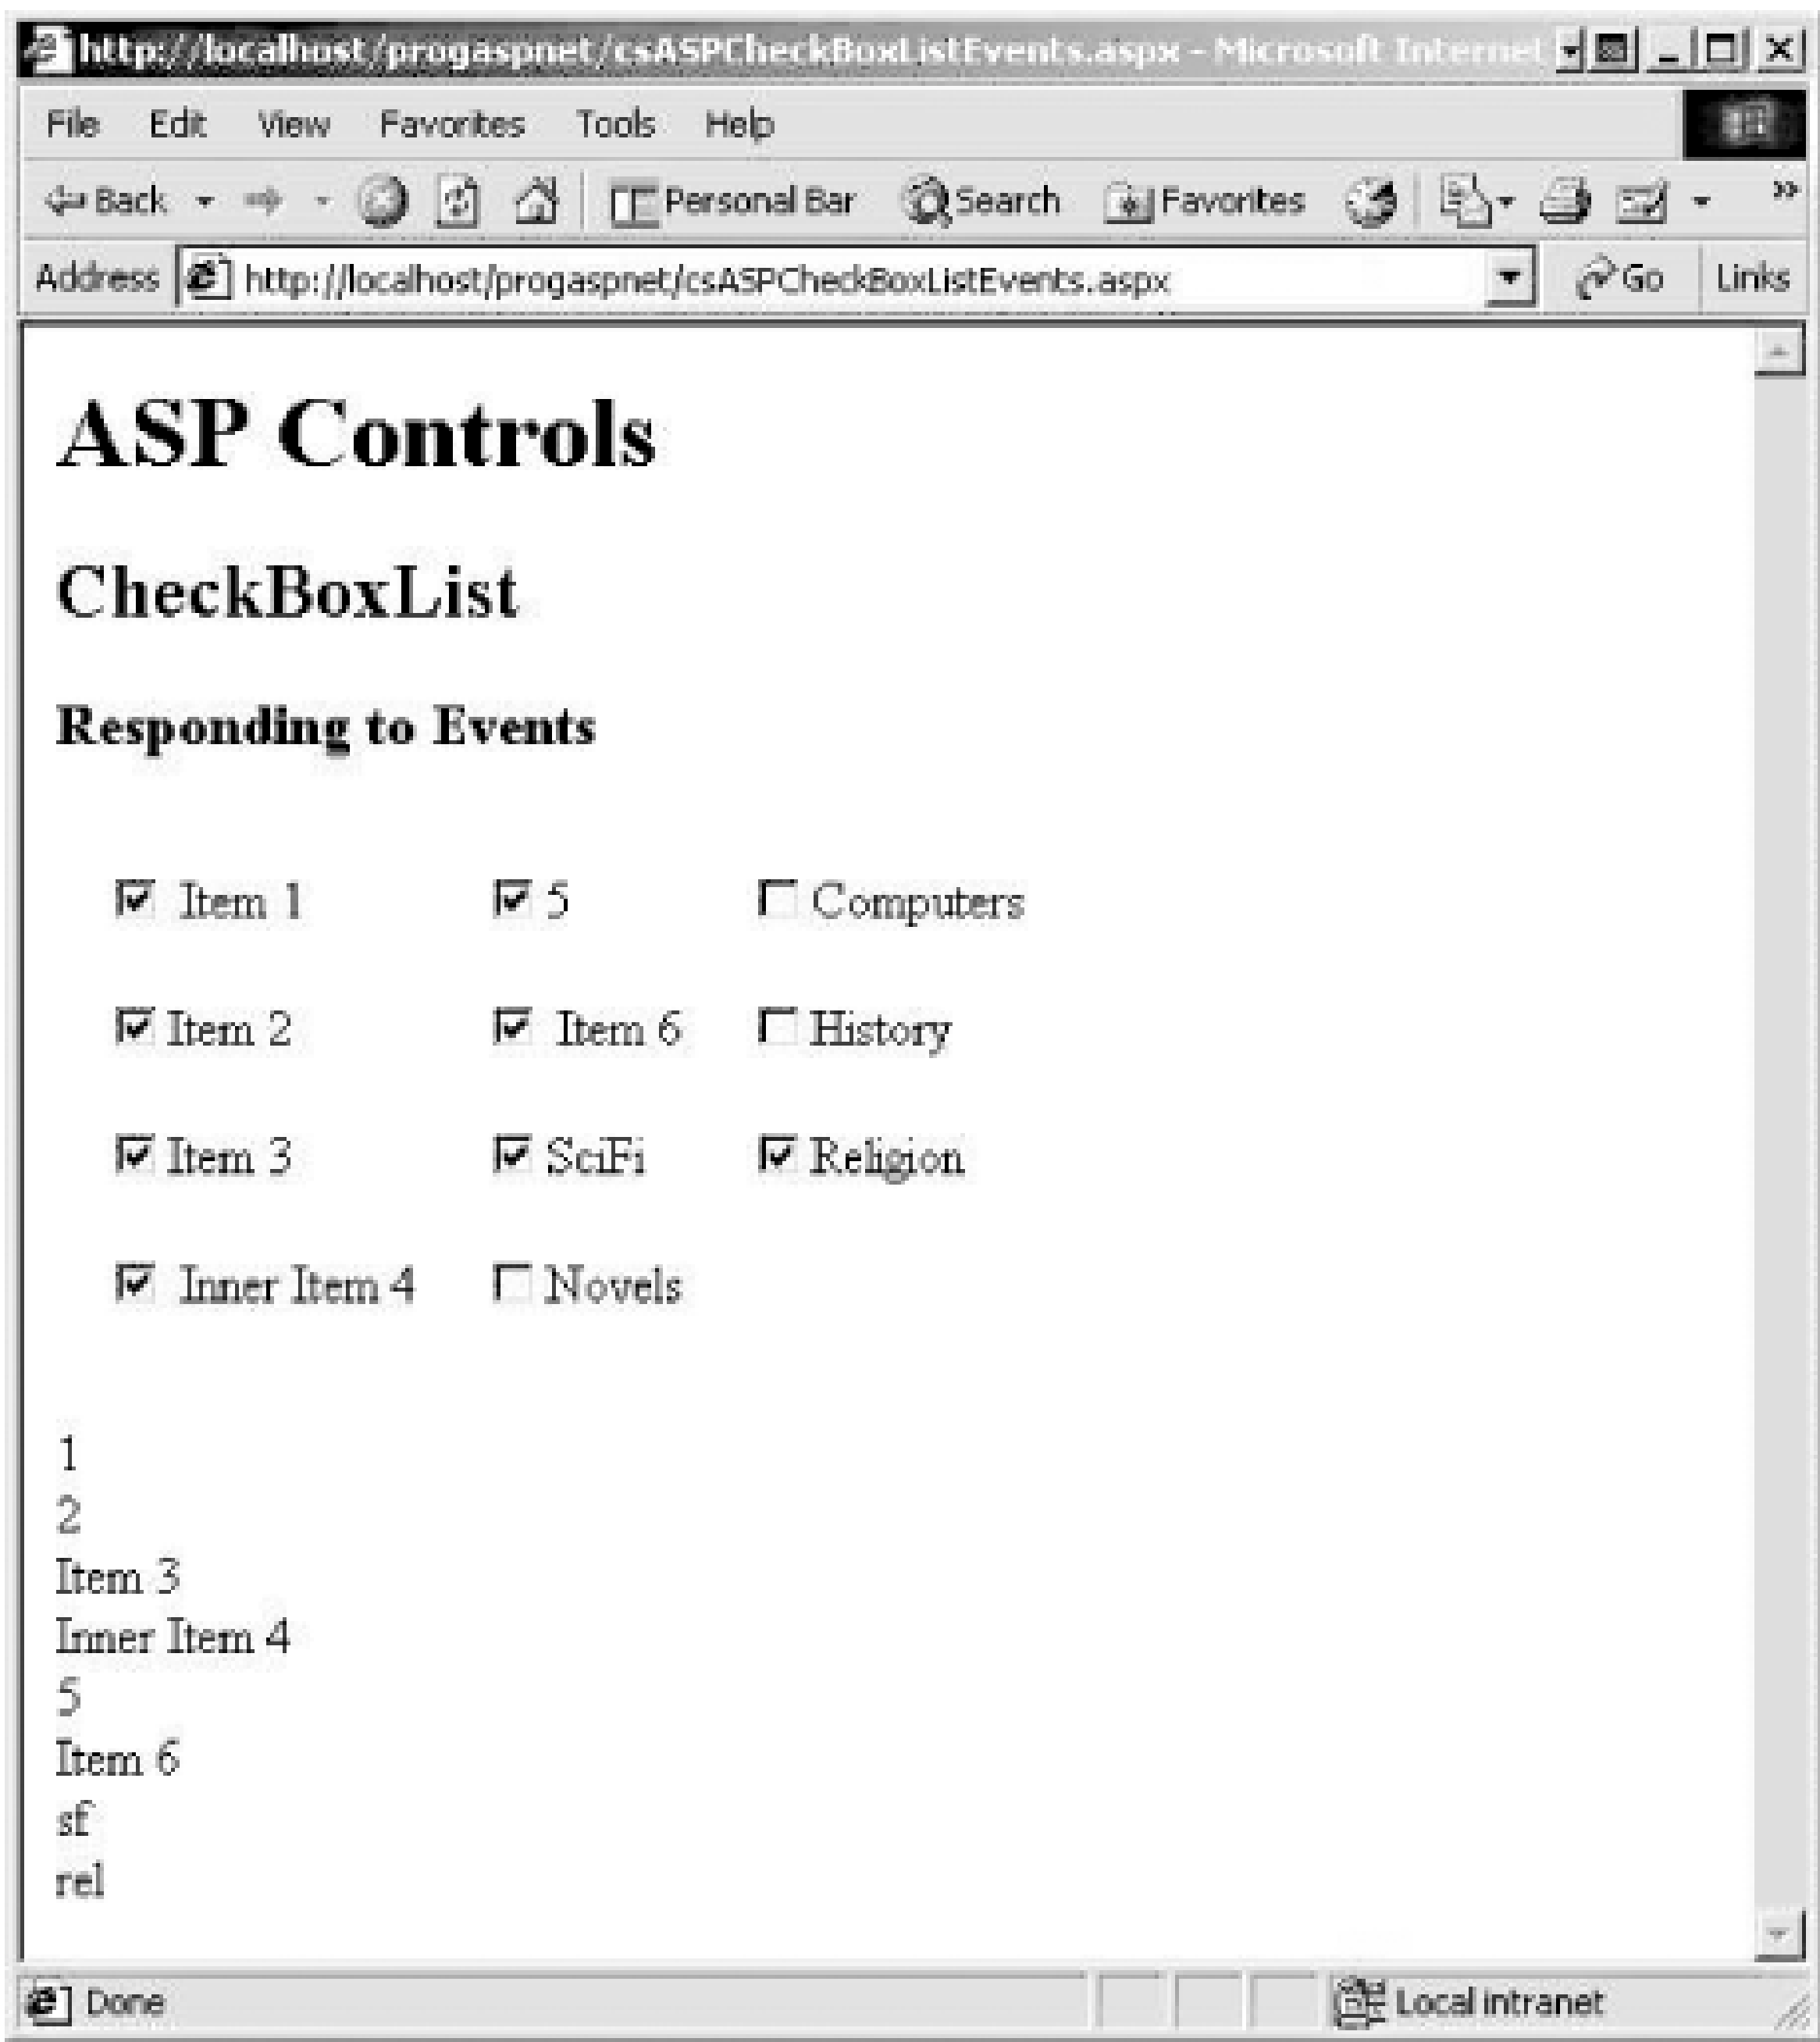 http://localhost/progaspnet/csASPCheckBoxListEvents.aspx - Microsoft Internet
File Edit View Favorites Tools Help
Back Personal Bar Search Favorites »
Address http://localhost/progaspnet/csASPCheckBoxListEvents.aspx Go Links
ASP Controls
CheckBoxList
Responding to Events
Item 1 5 Computers
Item 2 Item 6 History
Item 3 SciFi Religion
Inner Item 4 Novels
1
2
Item 3
Inner Item 4
5
Item 6
sf
rel
Done Local intranet